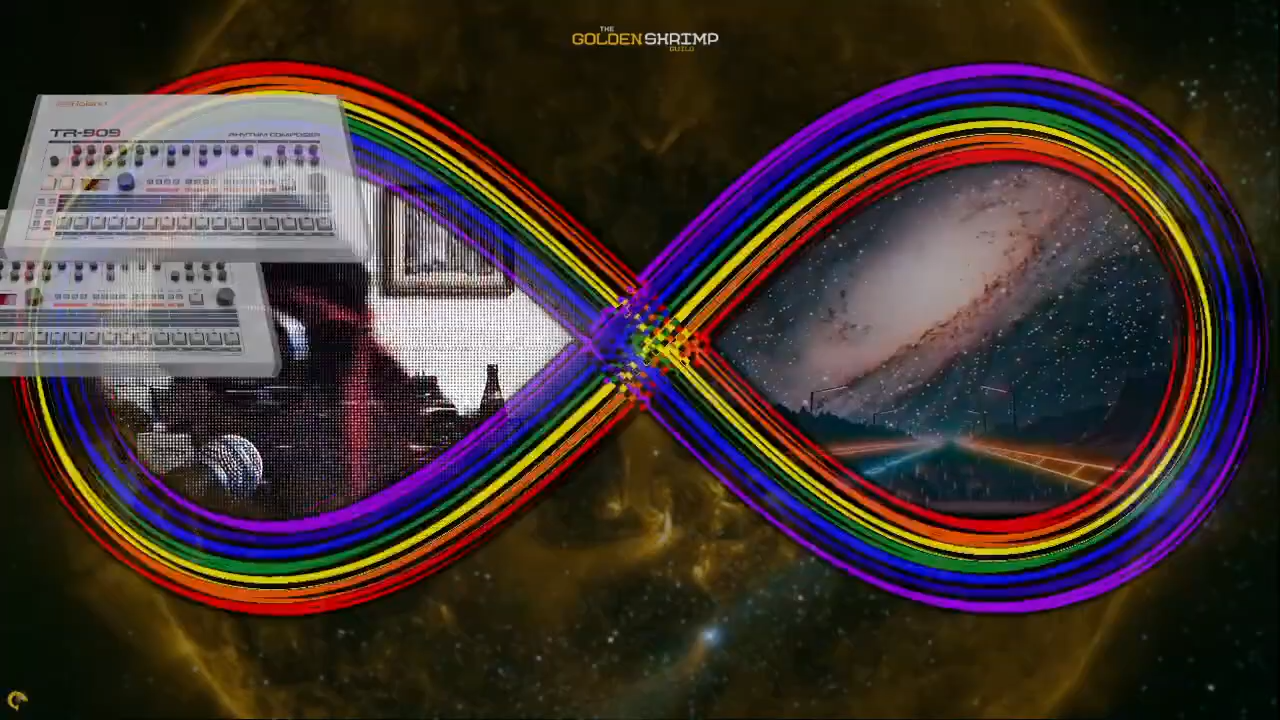 THE
GOLDEN SHRIMP
GUILD
TR-909
RHYTHM COMPOSER